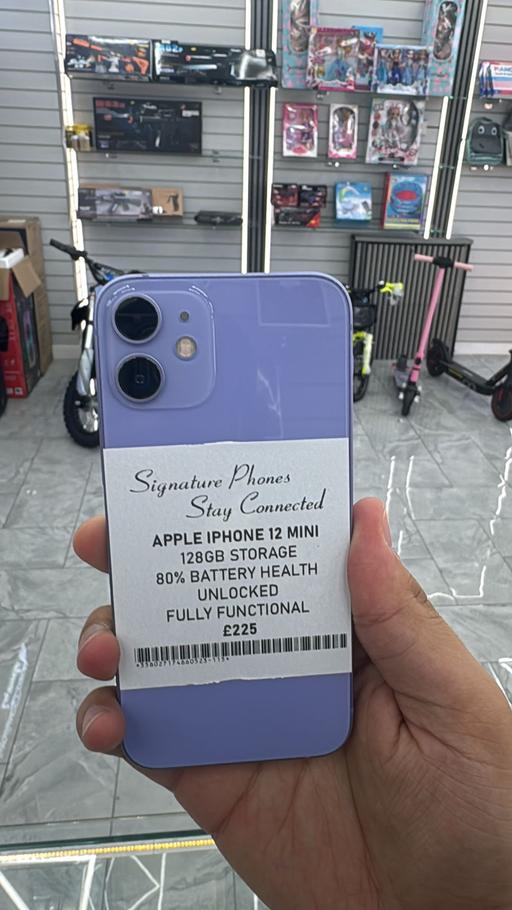 Signature Phones
Stay Connected
APPLE IPHONE 12 MINI
128GB STORAGE
80% BATTERY HEALTH
UNLOCKED
FULLY FUNCTIONAL
£225